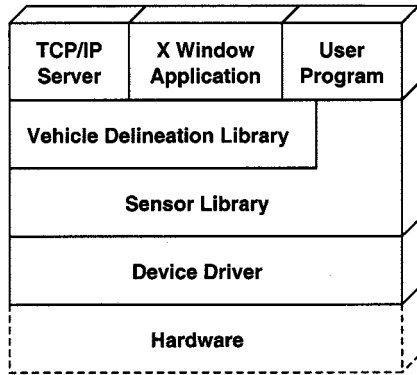 TCP/IP
Server
X Window
Application
User
Program
Vehicle Delineation Library
Sensor Library
Device Driver
Hardware